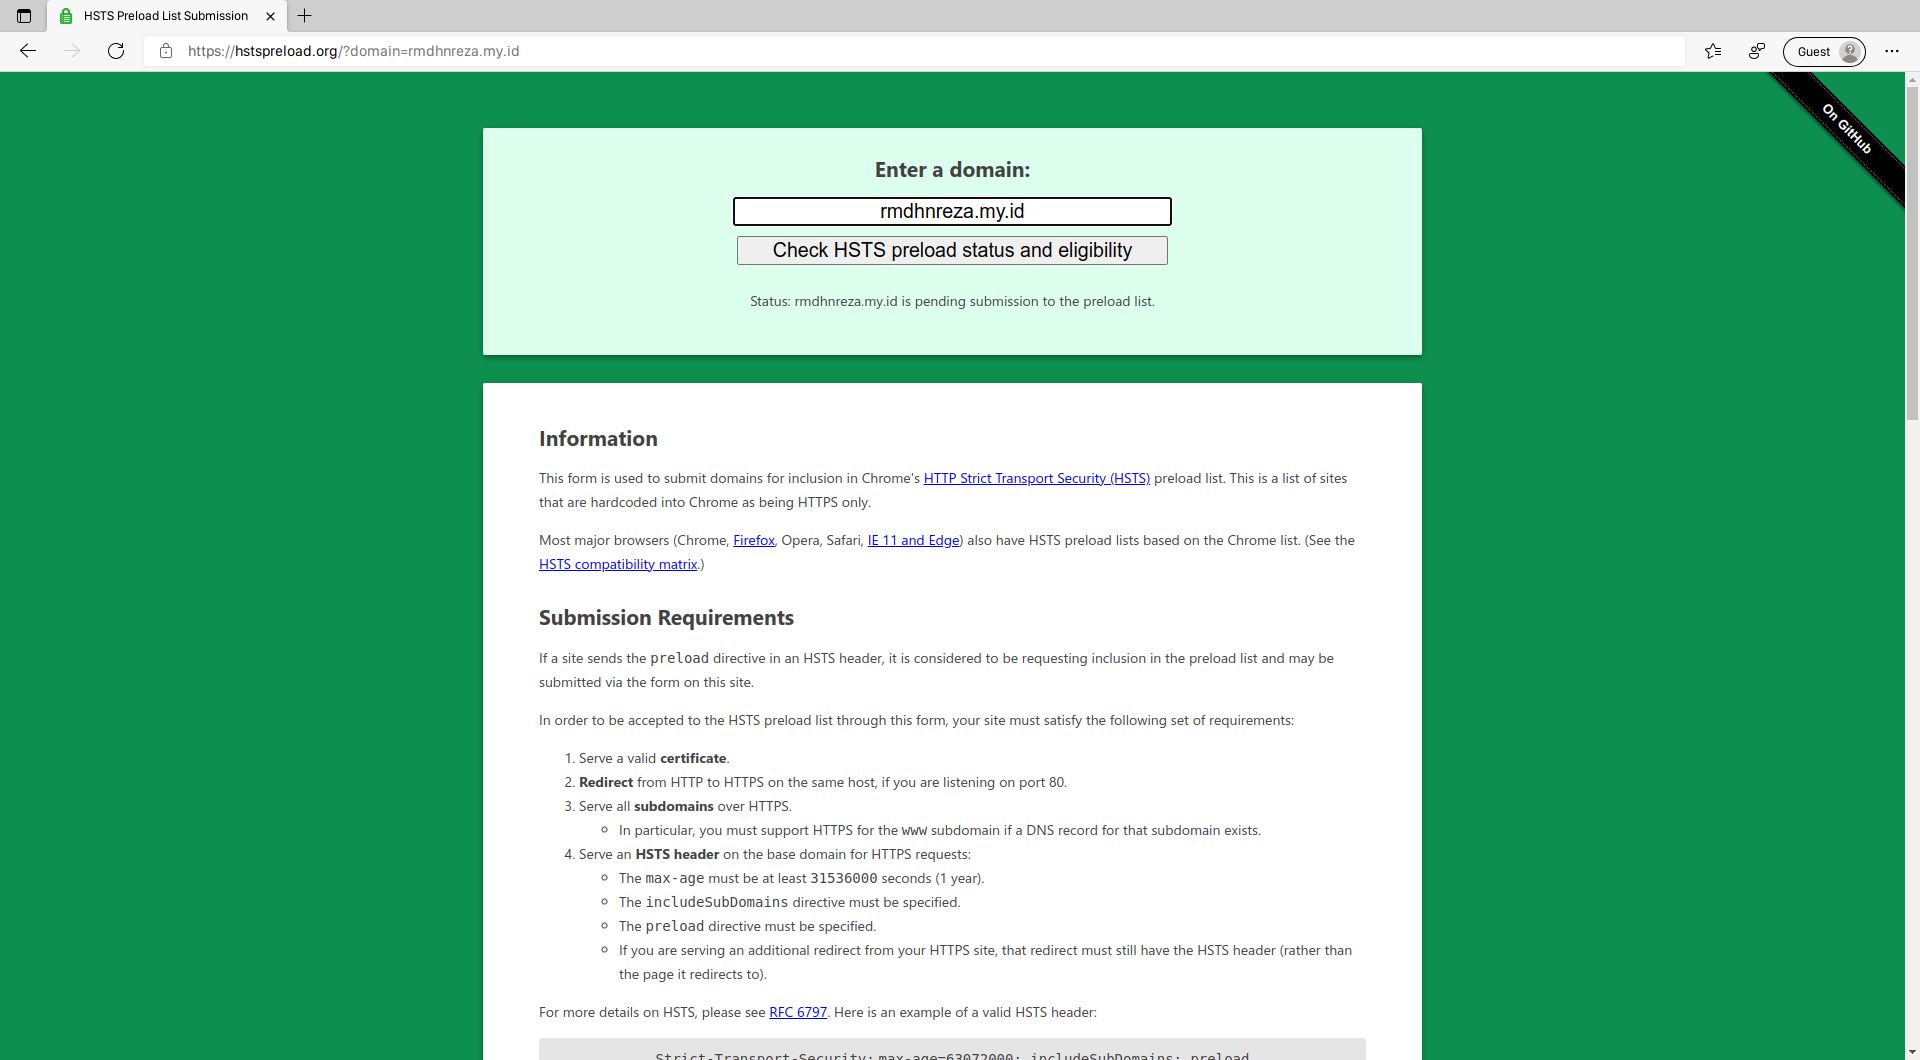 HSTS Preload List Submission
https://hstspreload.org/?domain=rmdhnreza.my.id
Guest
On GitHub
Enter a domain:
rmdhnreza.my.id
Check HSTS preload status and eligibility
Status: rmdhnreza.my.id is pending submission to the preload list.
Information
This form is used to submit domains for inclusion in Chrome's HTTP Strict Transport Security (HSTS) preload list. This is a list of sites
that are hardcoded into Chrome as being HTTPS only.
Most major browsers (Chrome, Firefox, Opera, Safari, IE 11 and Edge) also have HSTS preload lists based on the Chrome list. (See the
HSTS compatibility matrix.)
Submission Requirements
If a site sends the preload directive in an HSTS header, it is considered to be requesting inclusion in the preload list and may be
submitted via the form on this site.
In order to be accepted to the HSTS preload list through this form, your site must satisfy the following set of requirements:
1. Serve a valid certificate.
2. Redirect from HTTP to HTTPS on the same host, if you are listening on port 80.
3. Serve all subdomains over HTTPS.
In particular, you must support HTTPS for the www subdomain if a DNS record for that subdomain exists.
4. Serve an HSTS header on the base domain for HTTPS requests:
The max-age must be at least 31536000 seconds (1 year).
The includeSubDomains directive must be specified.
The preload directive must be specified.
If you are serving an additional redirect from your HTTPS site, that redirect must still have the HSTS header (rather than
the page it redirects to).
For more details on HSTS, please see RFC 6797. Here is an example of a valid HSTS header:
Strict-Transport-Security: max-age=63072000; includeSubDomains; preload